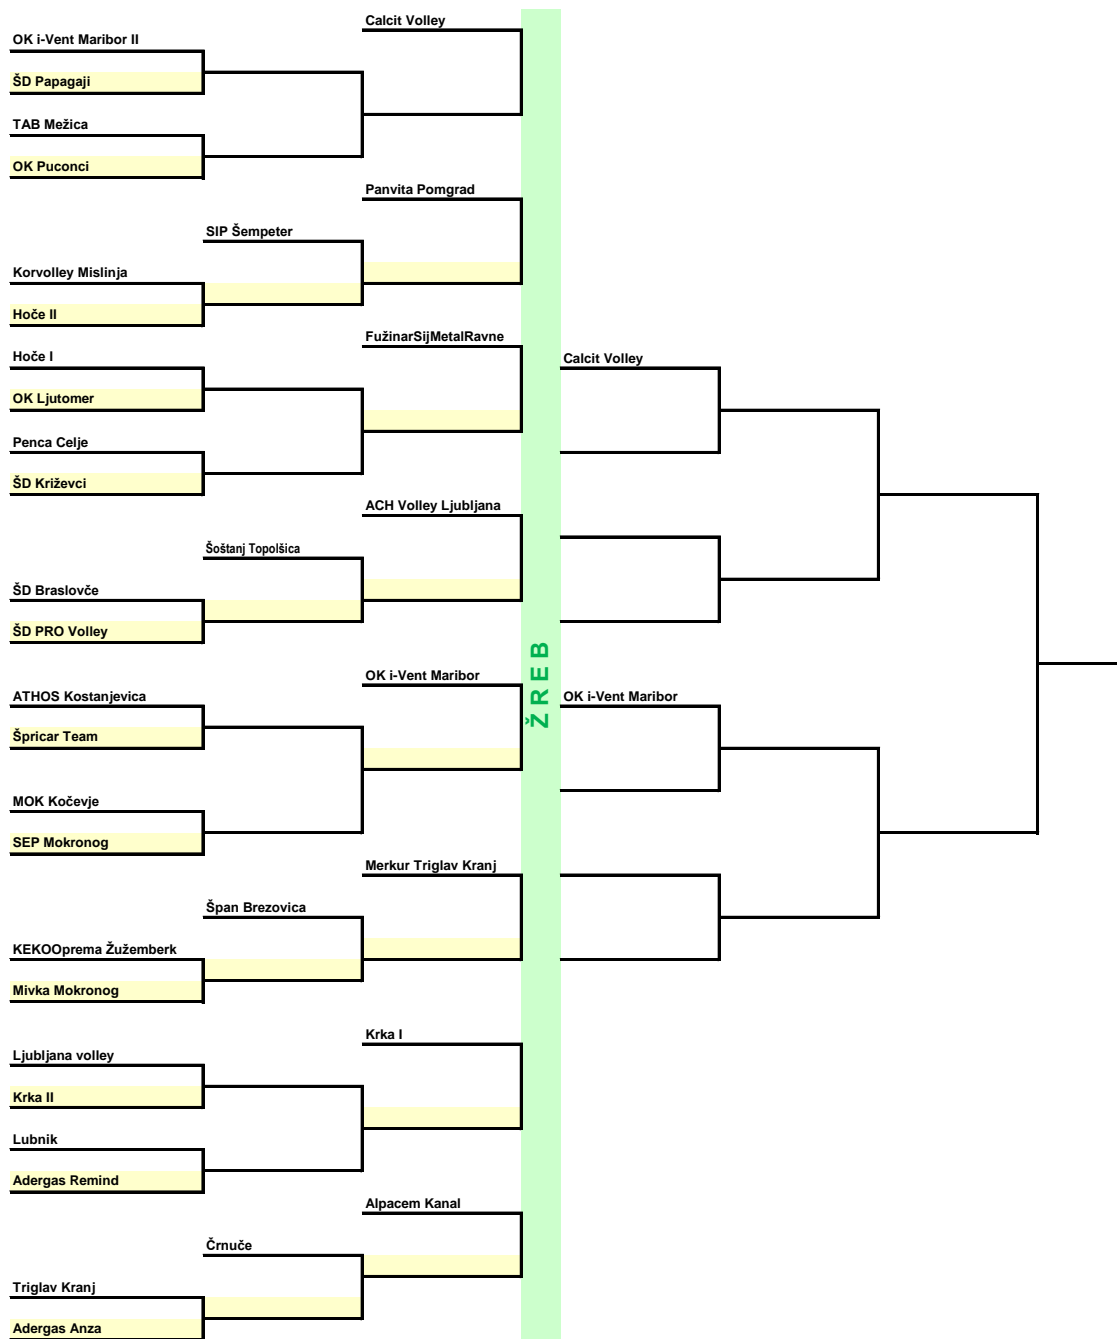 Calcit Volley
OK i-Vent Maribor II
ŠD Papagaji
TAB Mežica
OK Puconci
Panvita Pomgrad
SIP Šempeter
Korvolley Mislinja
Hoče II
FužinarSijMetalRavne
Hoče I
Calcit Volley
OK Ljutomer
Penca Celje
ŠD Križevci
ACH Volley Ljubljana
Šoštanj Topolšica
ŠD Braslovče
ŠD PRO Volley
ŽREB
OK i-Vent Maribor
ATHOS Kostanjevica
OK i-Vent Maribor
Špricar Team
MOK Kočevje
SEP Mokronog
Merkur Triglav Kranj
Špan Brezovica
KEKOOprema Žužemberk
Mivka Mokronog
Krka I
Ljubljana volley
Krka II
Lubnik
Adergas Remind
Alpacem Kanal
Črnuče
Triglav Kranj
Adergas Anza